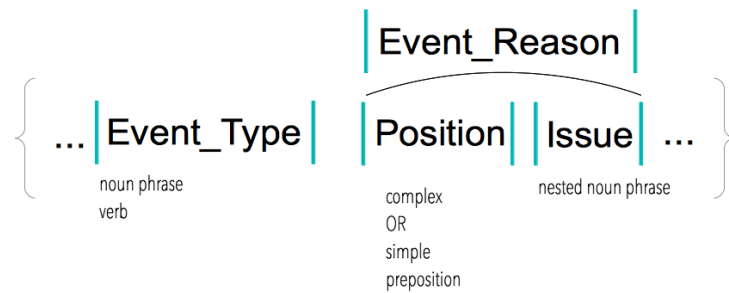 Event_Reason
... Event_Type Position Issue ...
noun phrase
verb
complex
OR
simple
preposition
nested noun phrase